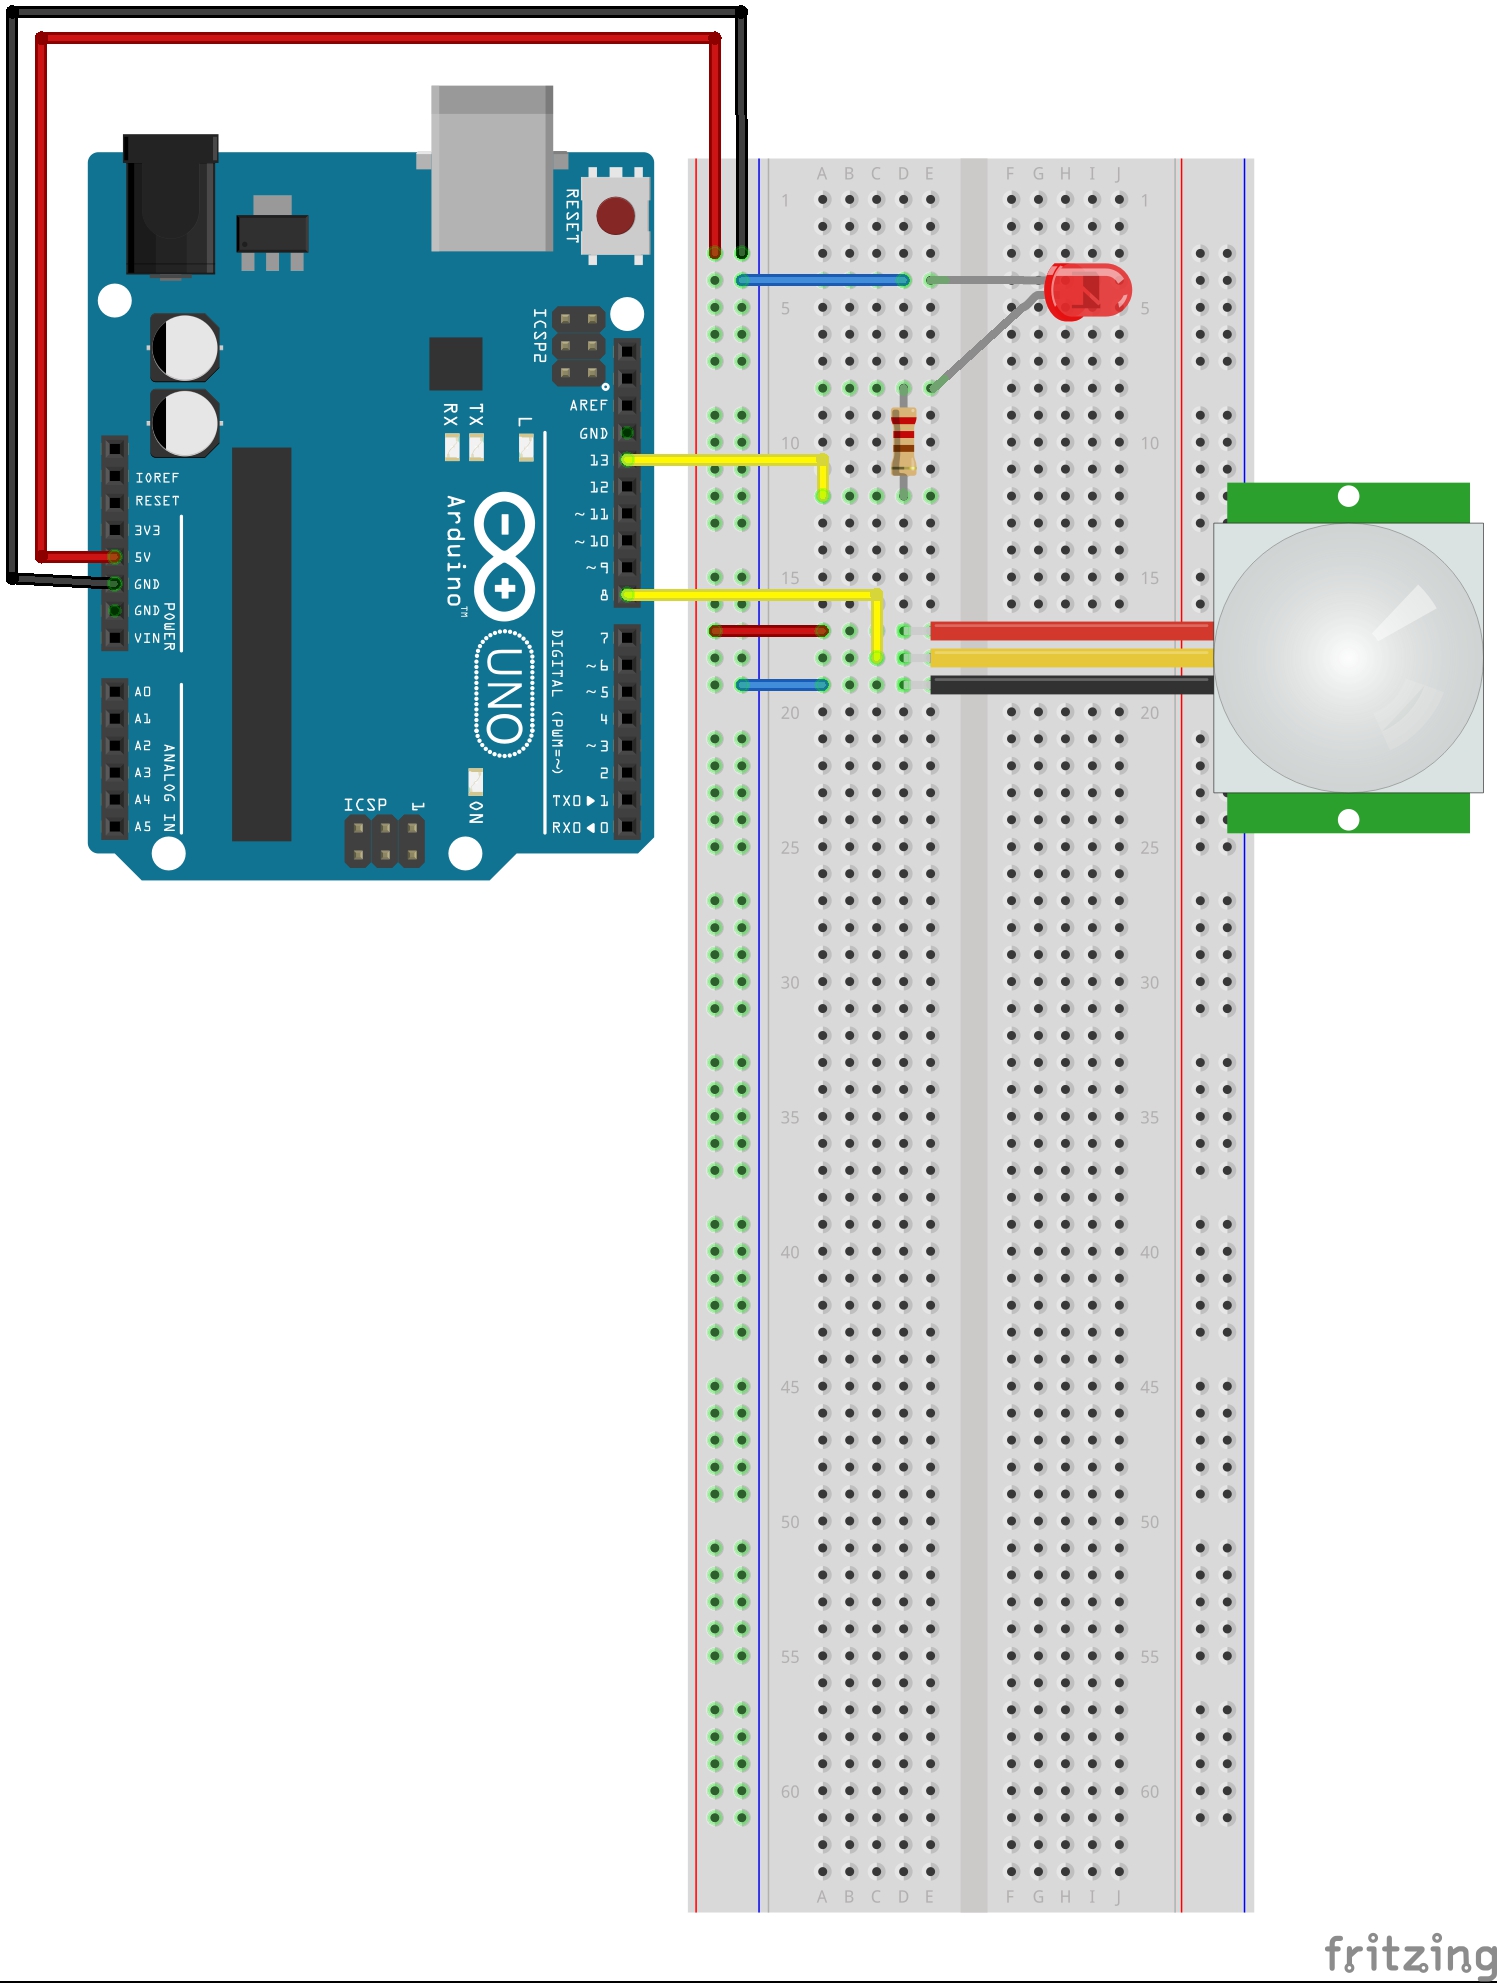 A B C D E F G H I J
1 1
5 5
10 10
15 15
20 20
25 25
30 30
35 35
40 40
45 45
50 50
55 55
60 60
A B C D E F G H I J
RESET
ICSP2
AREF
GND
13
12
~11
~10
~9
8
7
~6
~5
4
~3
2
TX0▶1
RX0◀0
DIGITAL (PWM=~)
RX
TX
L
Arduino™
UNO
IOREF
RESET
3V3
5V
GND
GND
VIN
POWER
A0
A1
A2
A3
A4
A5
ANALOG IN
ICSP
1
ON
fritzing